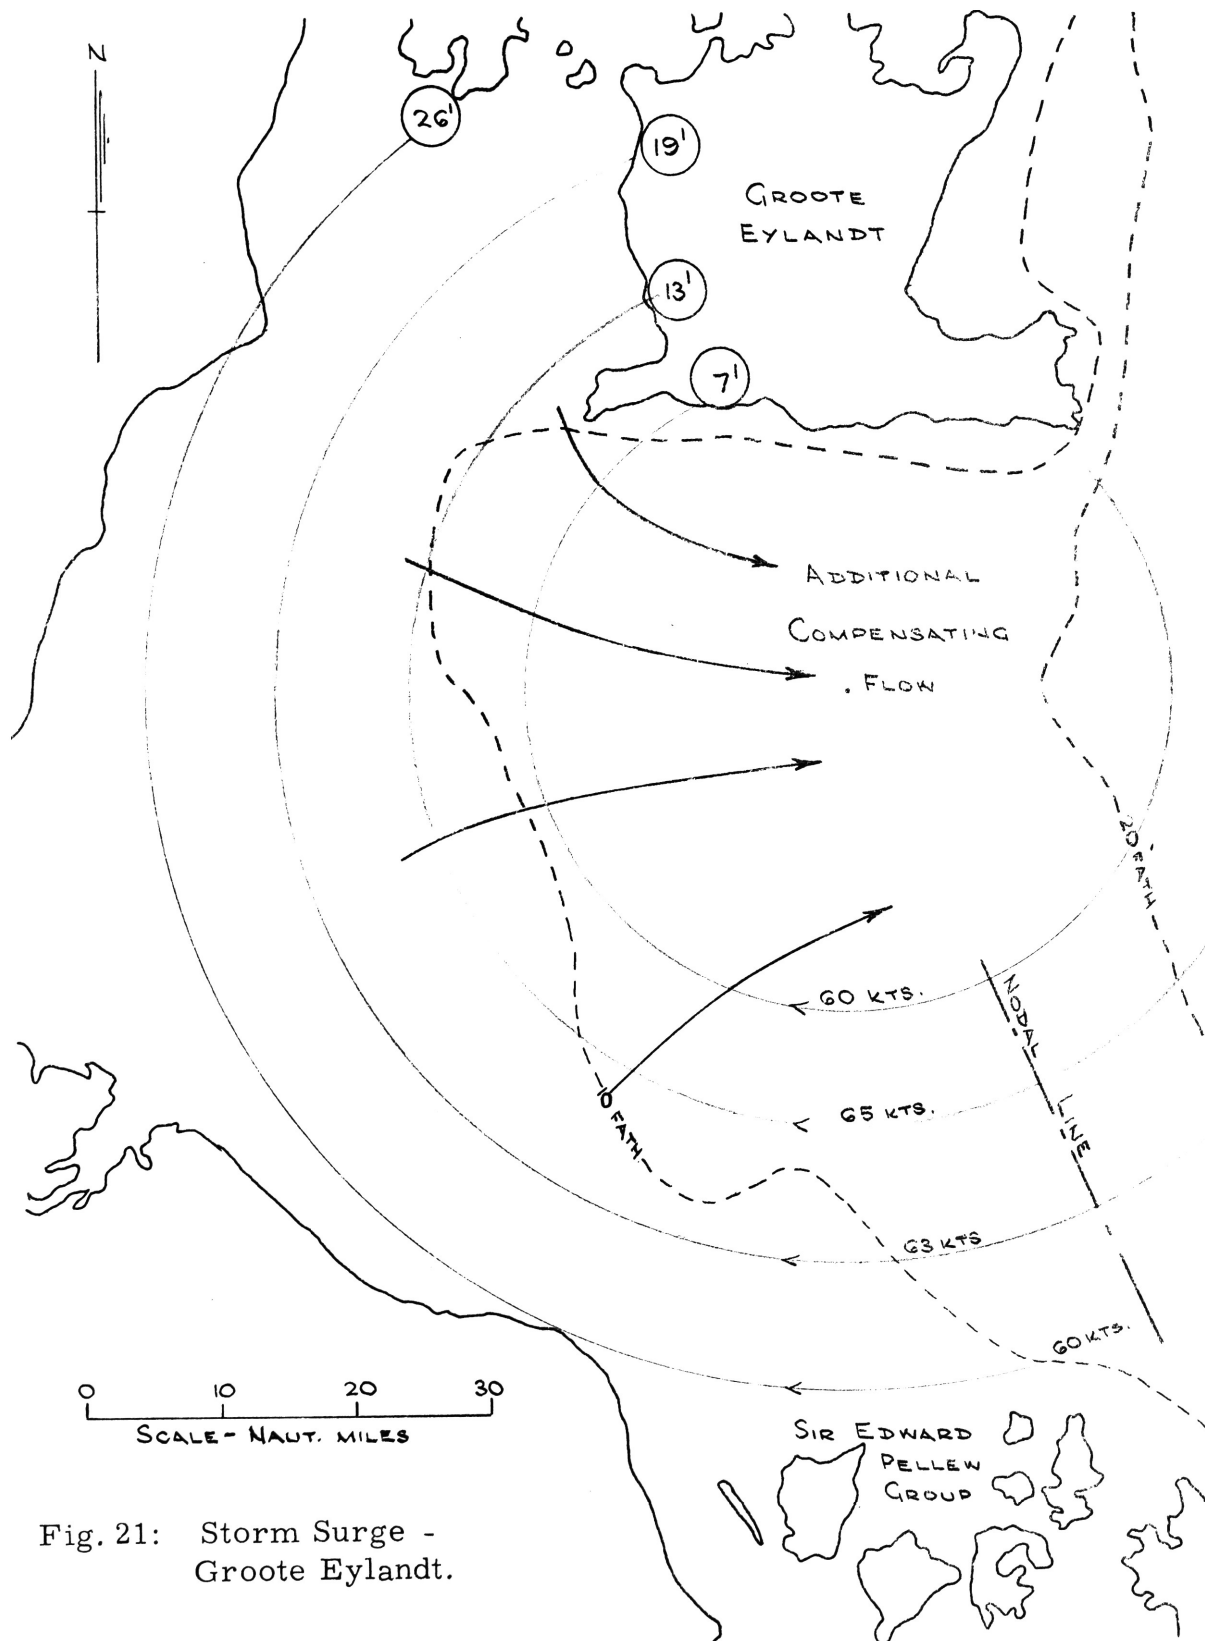 N
26'
19'
GROOTE
EYLANDT
13'
7'
ADDITIONAL
COMPENSATING
FLOW
20 FATH
60 KTS.
NODAL LINE
65 KTS.
10 FATH
63 KTS
60 KTS.
0 10 20 30
SCALE - NAUT. MILES
SIR EDWARD
PELLEW
GROUP
Fig. 21: Storm Surge -
Groote Eylandt.